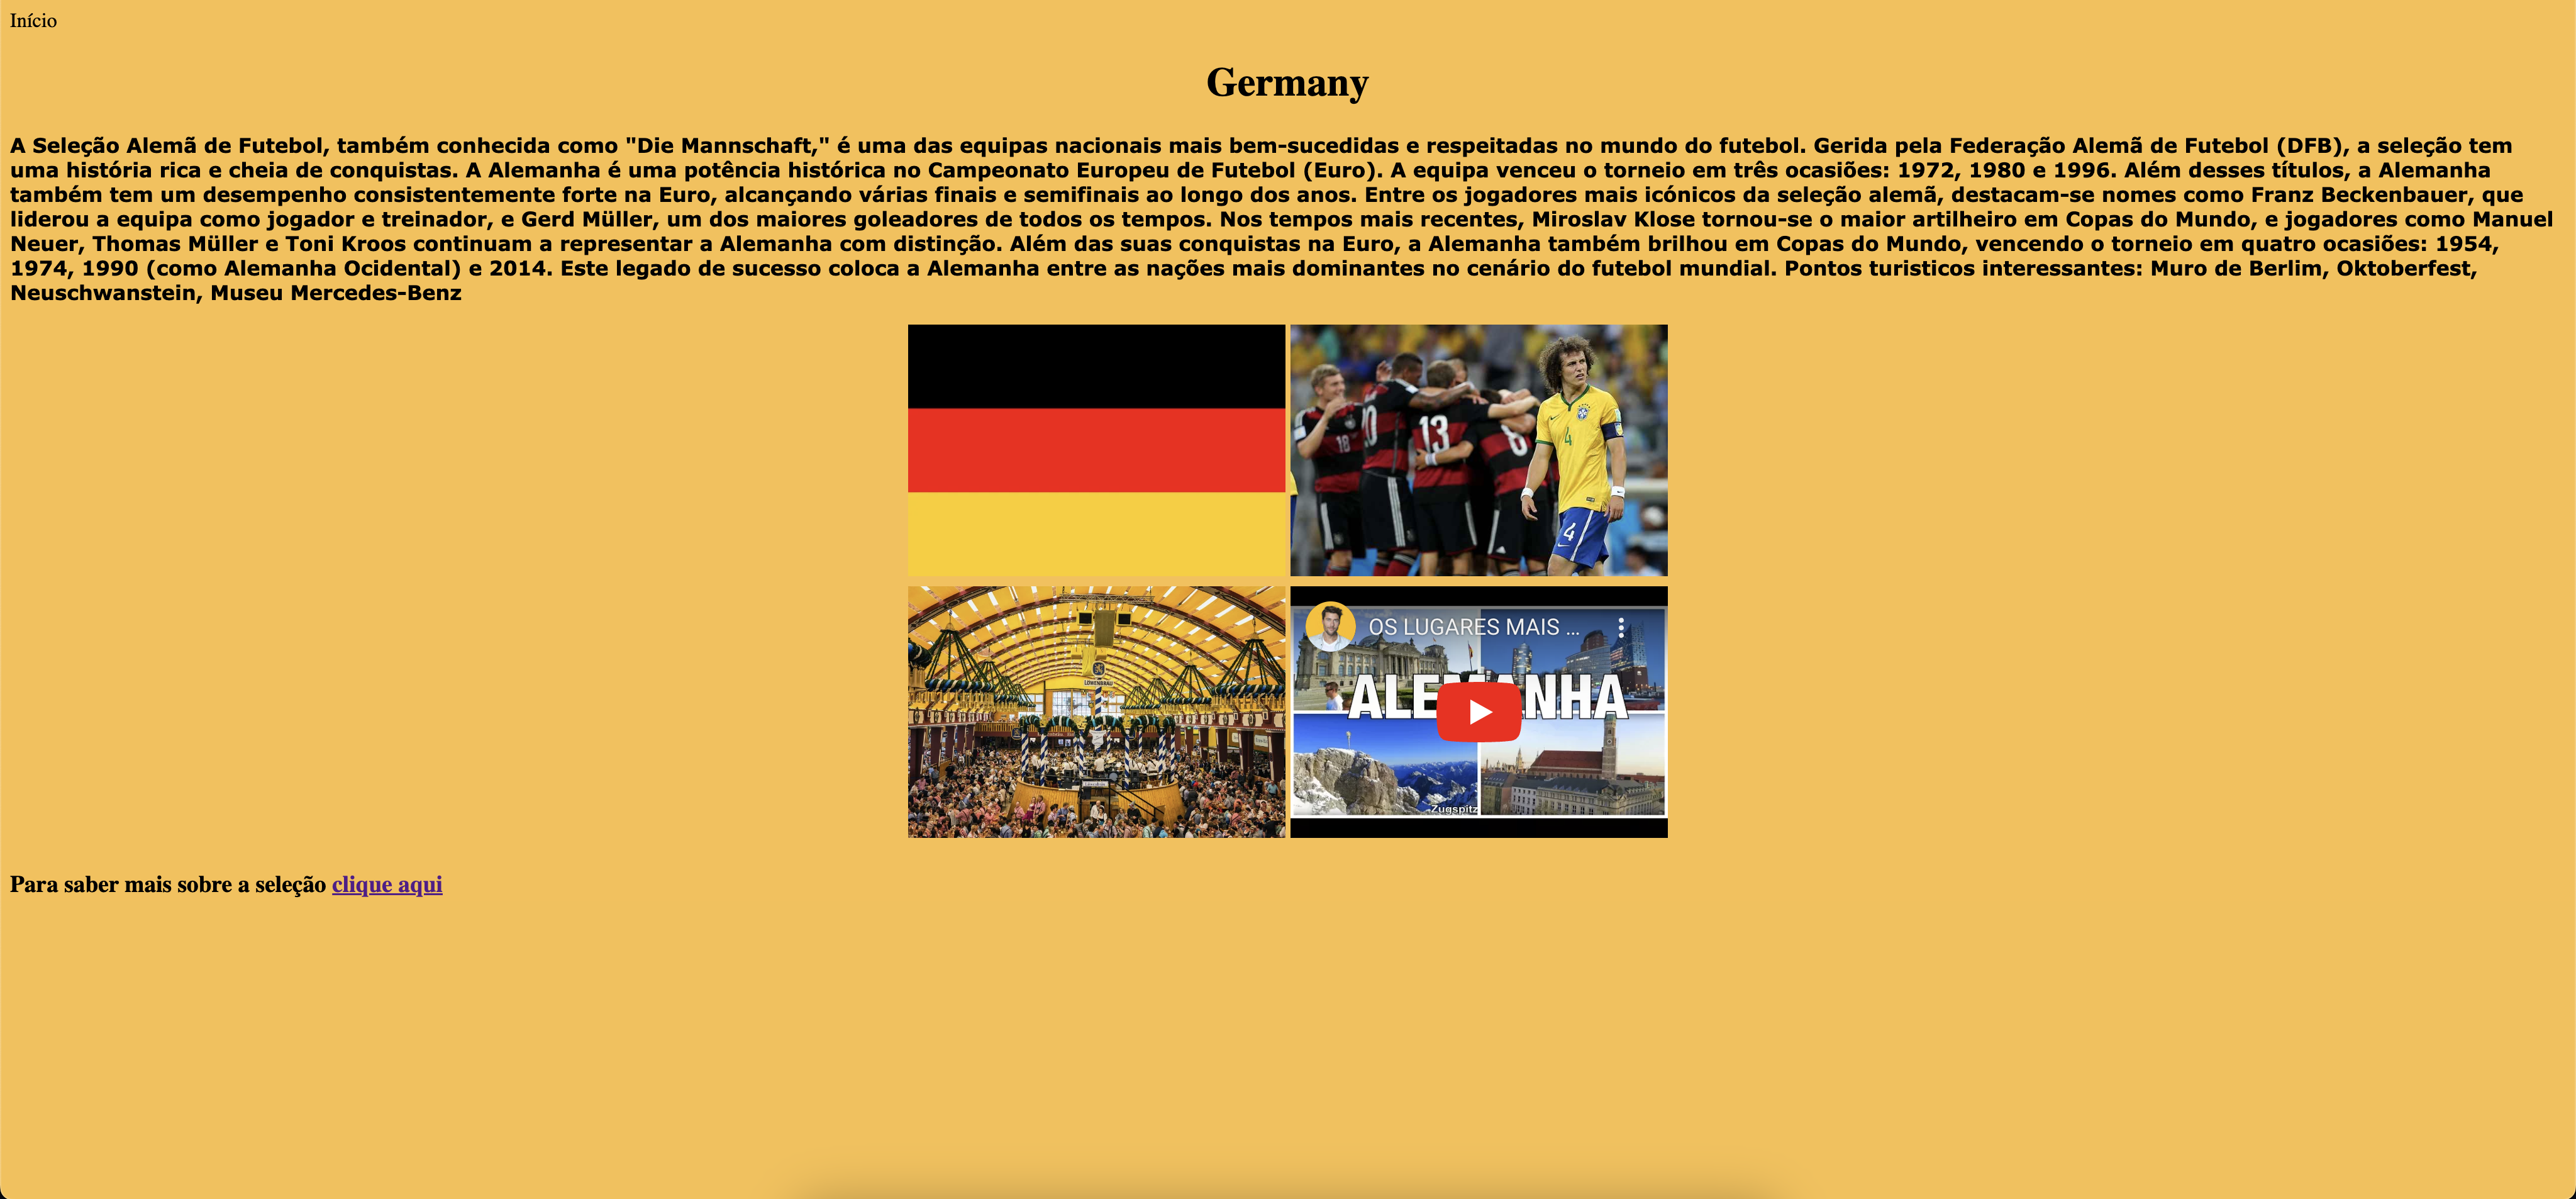 Início
Germany
A Seleção Alemã de Futebol, também conhecida como "Die Mannschaft," é uma das equipas nacionais mais bem-sucedidas e respeitadas no mundo do futebol. Gerida pela Federação Alemã de Futebol (DFB), a seleção tem
uma história rica e cheia de conquistas. A Alemanha é uma potência histórica no Campeonato Europeu de Futebol (Euro). A equipa venceu o torneio em três ocasiões: 1972, 1980 e 1996. Além desses títulos, a Alemanha
também tem um desempenho consistentemente forte na Euro, alcançando várias finais e semifinais ao longo dos anos. Entre os jogadores mais icónicos da seleção alemã, destacam-se nomes como Franz Beckenbauer, que
liderou a equipa como jogador e treinador, e Gerd Müller, um dos maiores goleadores de todos os tempos. Nos tempos mais recentes, Miroslav Klose tornou-se o maior artilheiro em Copas do Mundo, e jogadores como Manuel
Neuer, Thomas Müller e Toni Kroos continuam a representar a Alemanha com distinção. Além das suas conquistas na Euro, a Alemanha também brilhou em Copas do Mundo, vencendo o torneio em quatro ocasiões: 1954,
1974, 1990 (como Alemanha Ocidental) e 2014. Este legado de sucesso coloca a Alemanha entre as nações mais dominantes no cenário do futebol mundial. Pontos turisticos interessantes: Muro de Berlim, Oktoberfest,
Neuschwanstein, Museu Mercedes-Benz
18
13
4
4
LÖWENBRÄU
OS LUGARES MAIS ...
ALEMANHA
Zugspitz
Para saber mais sobre a seleção clique aqui